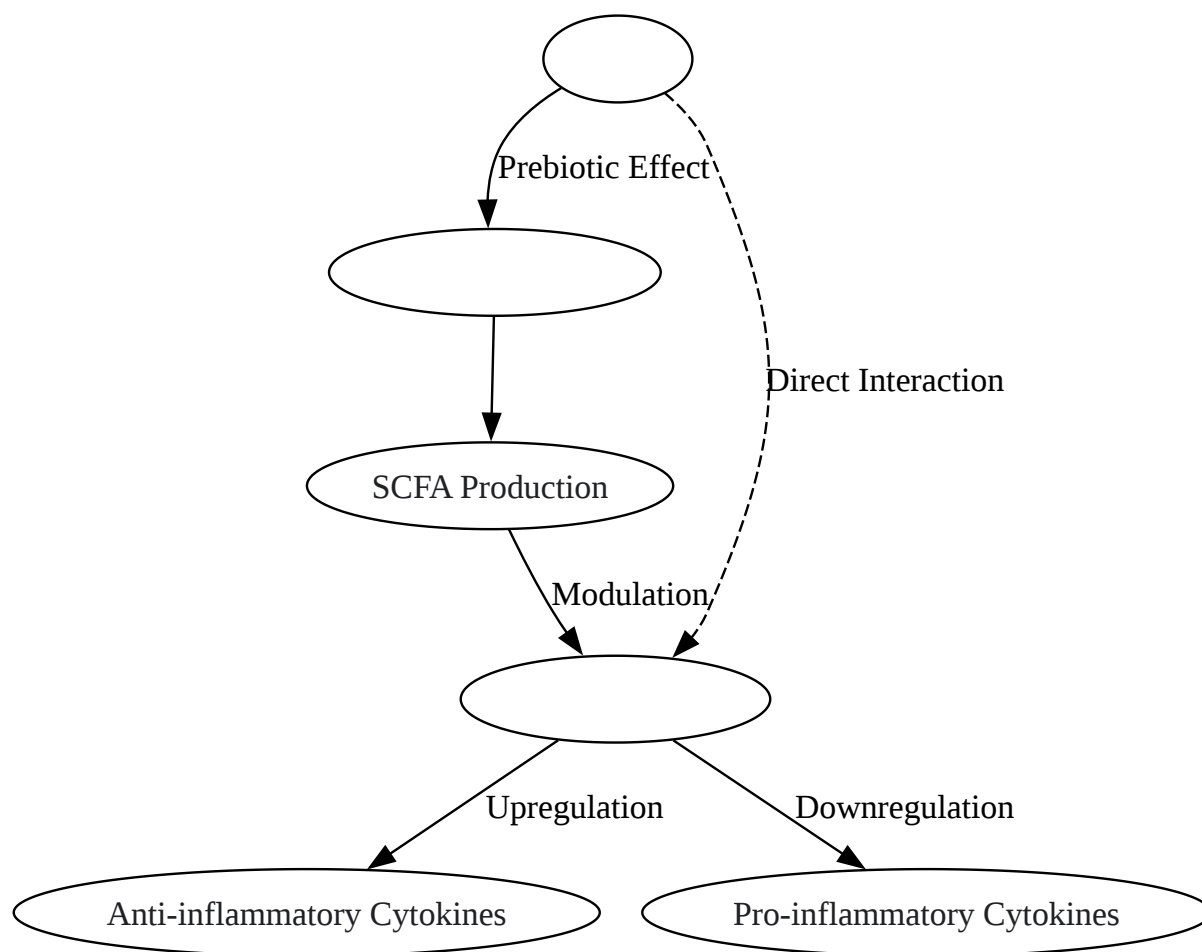 Prebiotic Effect
Direct Interaction
SCFA Production
Modulation
Upregulation
Downregulation
Anti-inflammatory Cytokines
Pro-inflammatory Cytokines